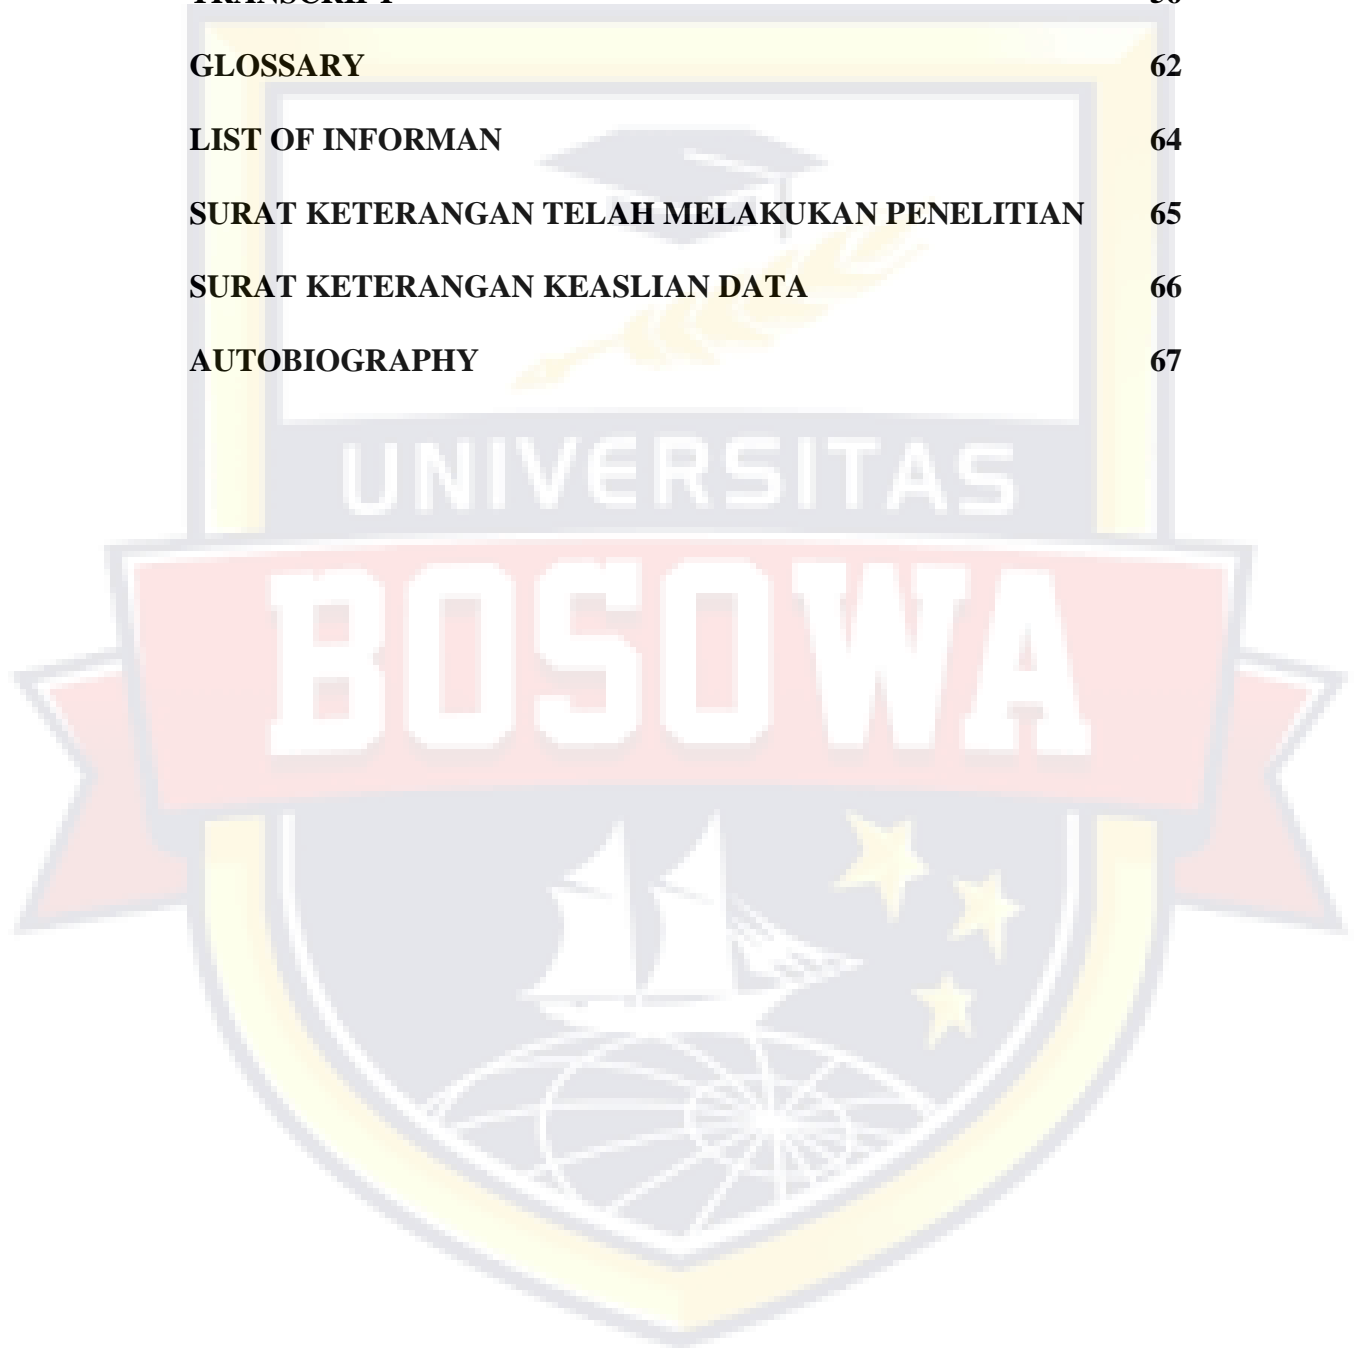 TRANSCRIPT
GLOSSARY 62
LIST OF INFORMAN 64
SURAT KETERANGAN TELAH MELAKUKAN PENELITIAN 65
SURAT KETERANGAN KEASLIAN DATA 66
AUTOBIOGRAPHY 67
UNIVERSITAS
BOSOWA